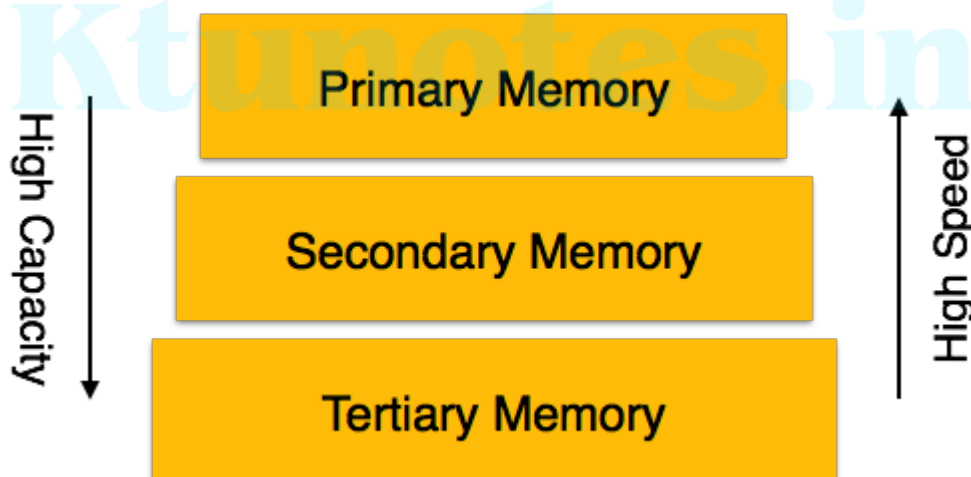 Ktunotes.in
Primary Memory
High Capacity
High Speed
Secondary Memory
Tertiary Memory